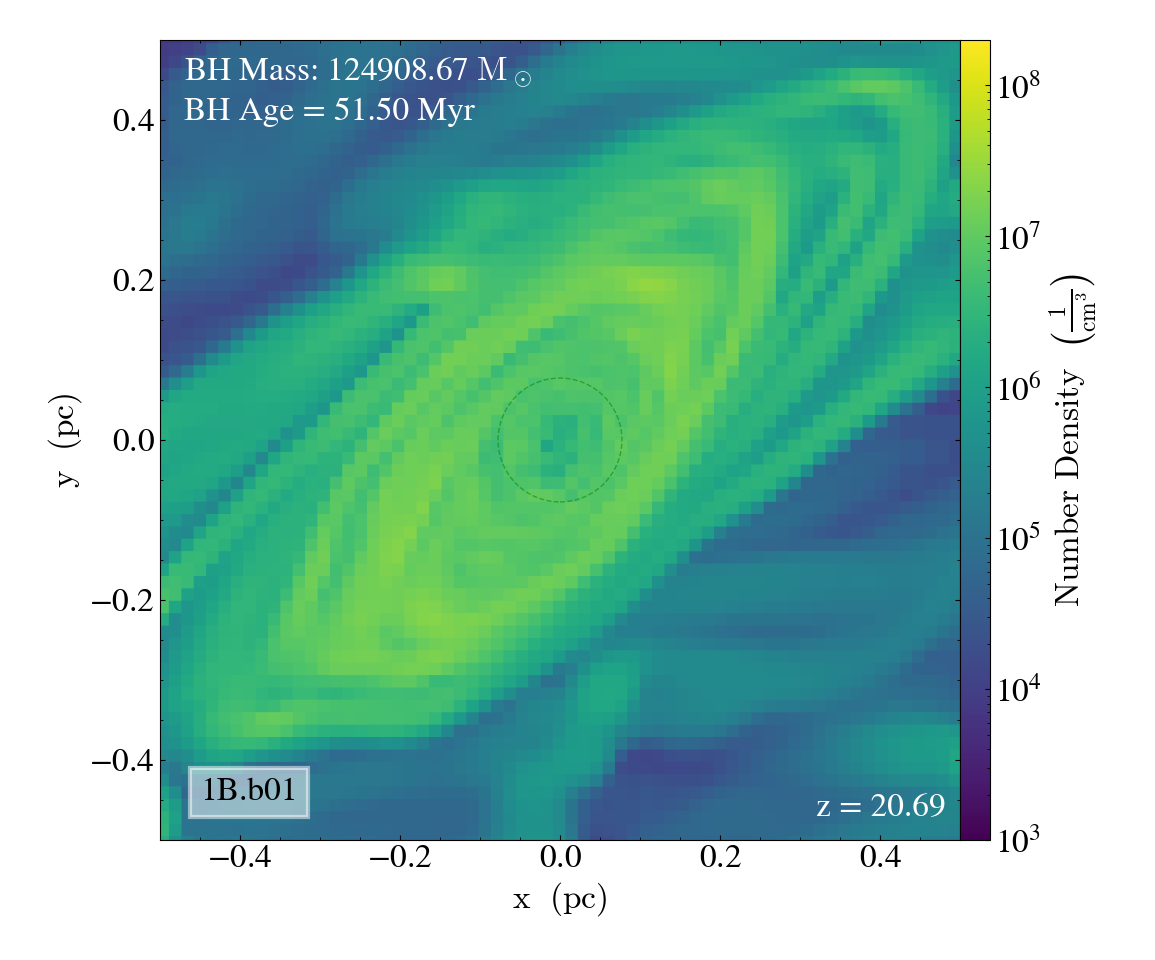 BH Mass: 124908.67 M⊙
BH Age = 51.50 Myr
0.4
0.2
0.0
−0.2
−0.4
y (pc)
1B.b01
z = 20.69
−0.4 −0.2 0.0 0.2 0.4
x (pc)
10⁸
10⁷
10⁶
10⁵
10⁴
10³
Number Density (1/cm³)